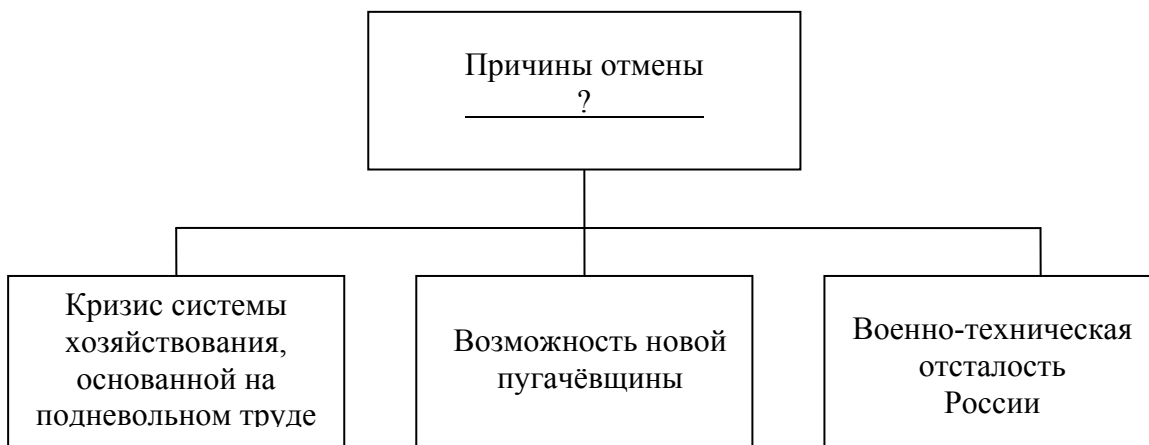 Причины отмены
?
Кризис системы
хозяйствования,
основанной на
подневольном труде
Возможность новой
пугачёвщины
Военно-техническая
отсталость
России